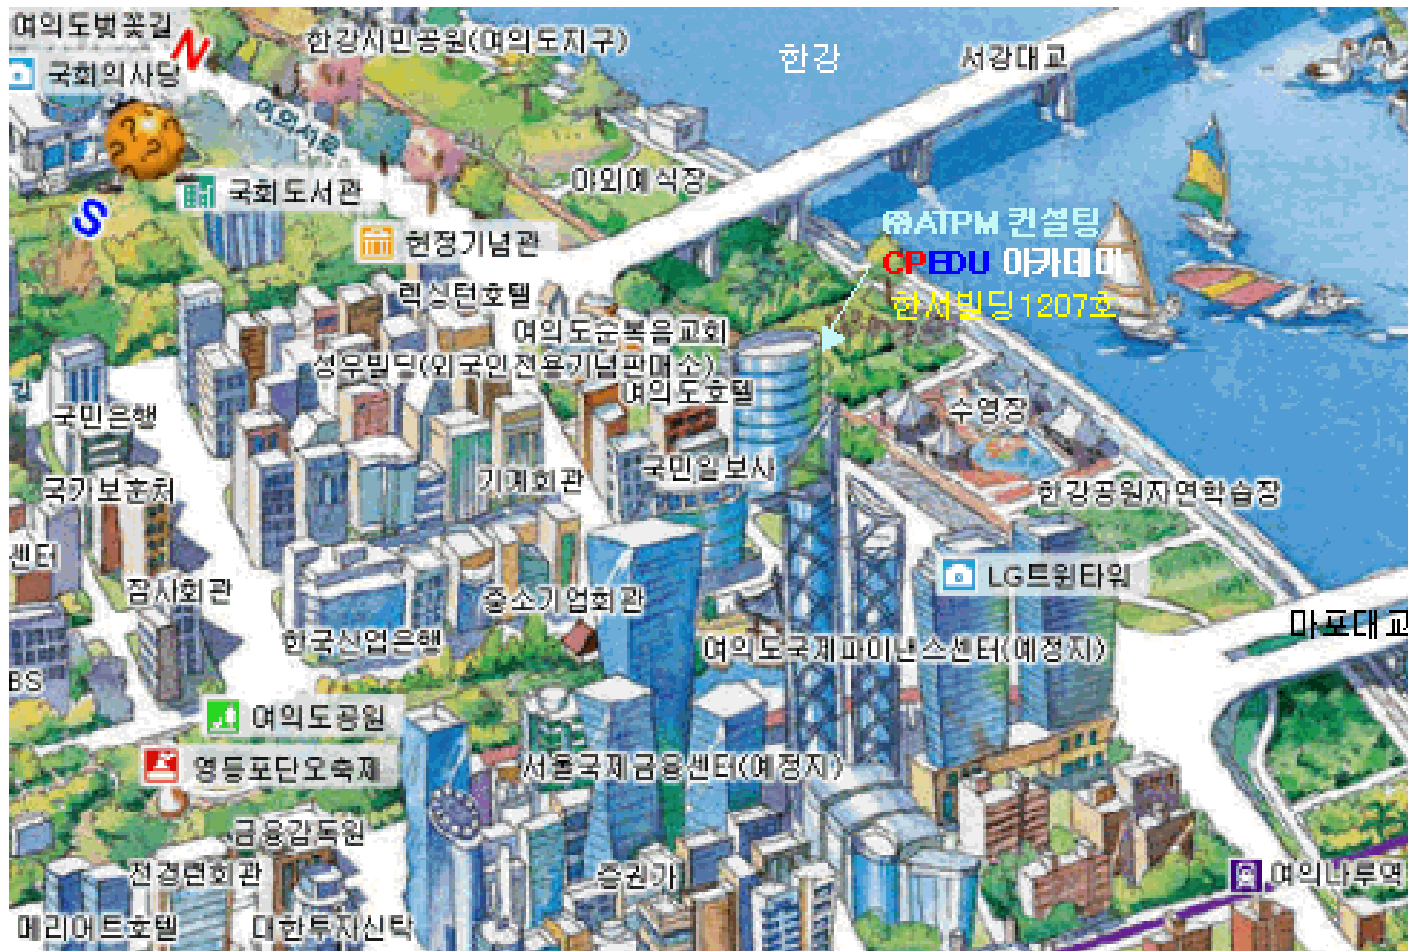 여의도벚꽃길
N
한강시민공원(여의도지구)
한강
서강대교
국회의사당
여의서로
국회도서관
야외예식장
S
@ATPM 컨설팅
헌정기념관
CPEDU 아카데미
렉싱턴호텔
한서빌딩1207호
여의도순복음교회
성우빌딩(외국인전용기념판매소)
길
여의도호텔
국민은행
수영장
국민일보사
기계회관
국가보훈처
한강공원자연학습장
센터
LG트윈타워
잠사회관
중소기업회관
마포대교
한국산업은행
여의도국제파이낸스센터(예정지)
BS
여의도공원
영등포단오축제
서울국제금융센터(예정지)
금융감독원
전경련회관
증권가
여의나루역
메리어트호텔
대한투자신탁